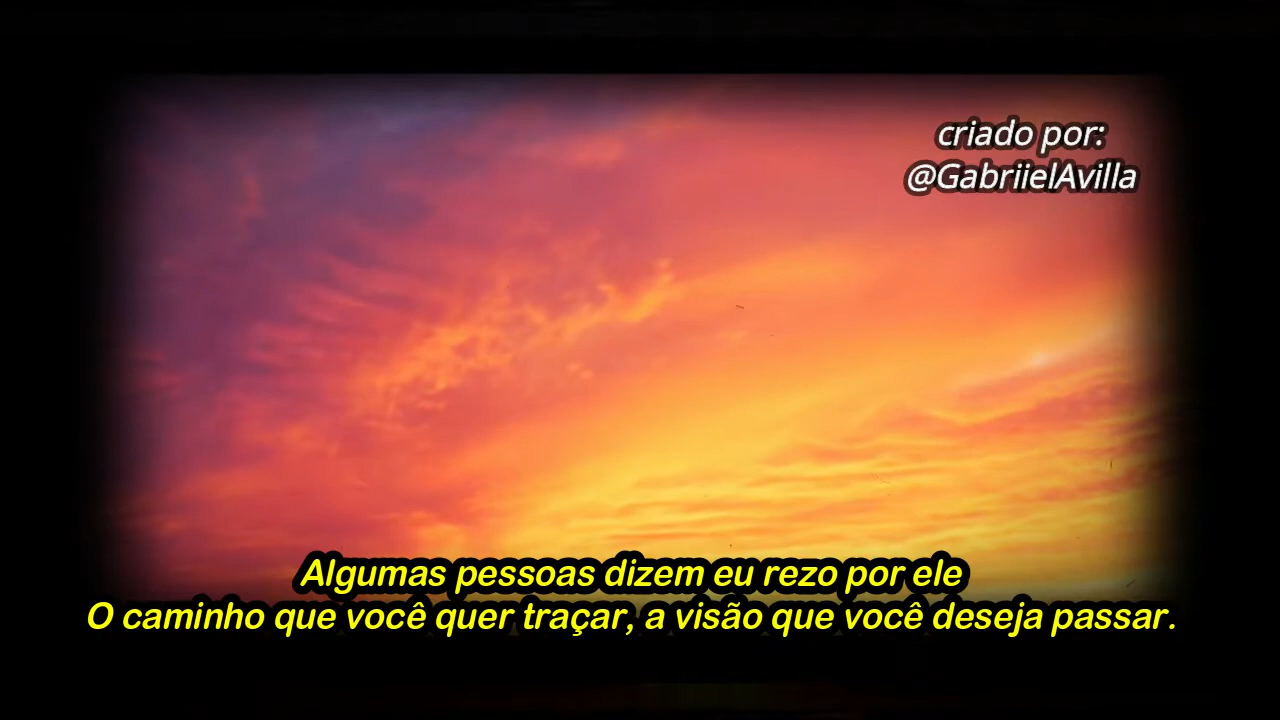 criado por:
@GabriielAvilla
Algumas pessoas dizem eu rezo por ele
O caminho que você quer traçar, a visão que você deseja passar.